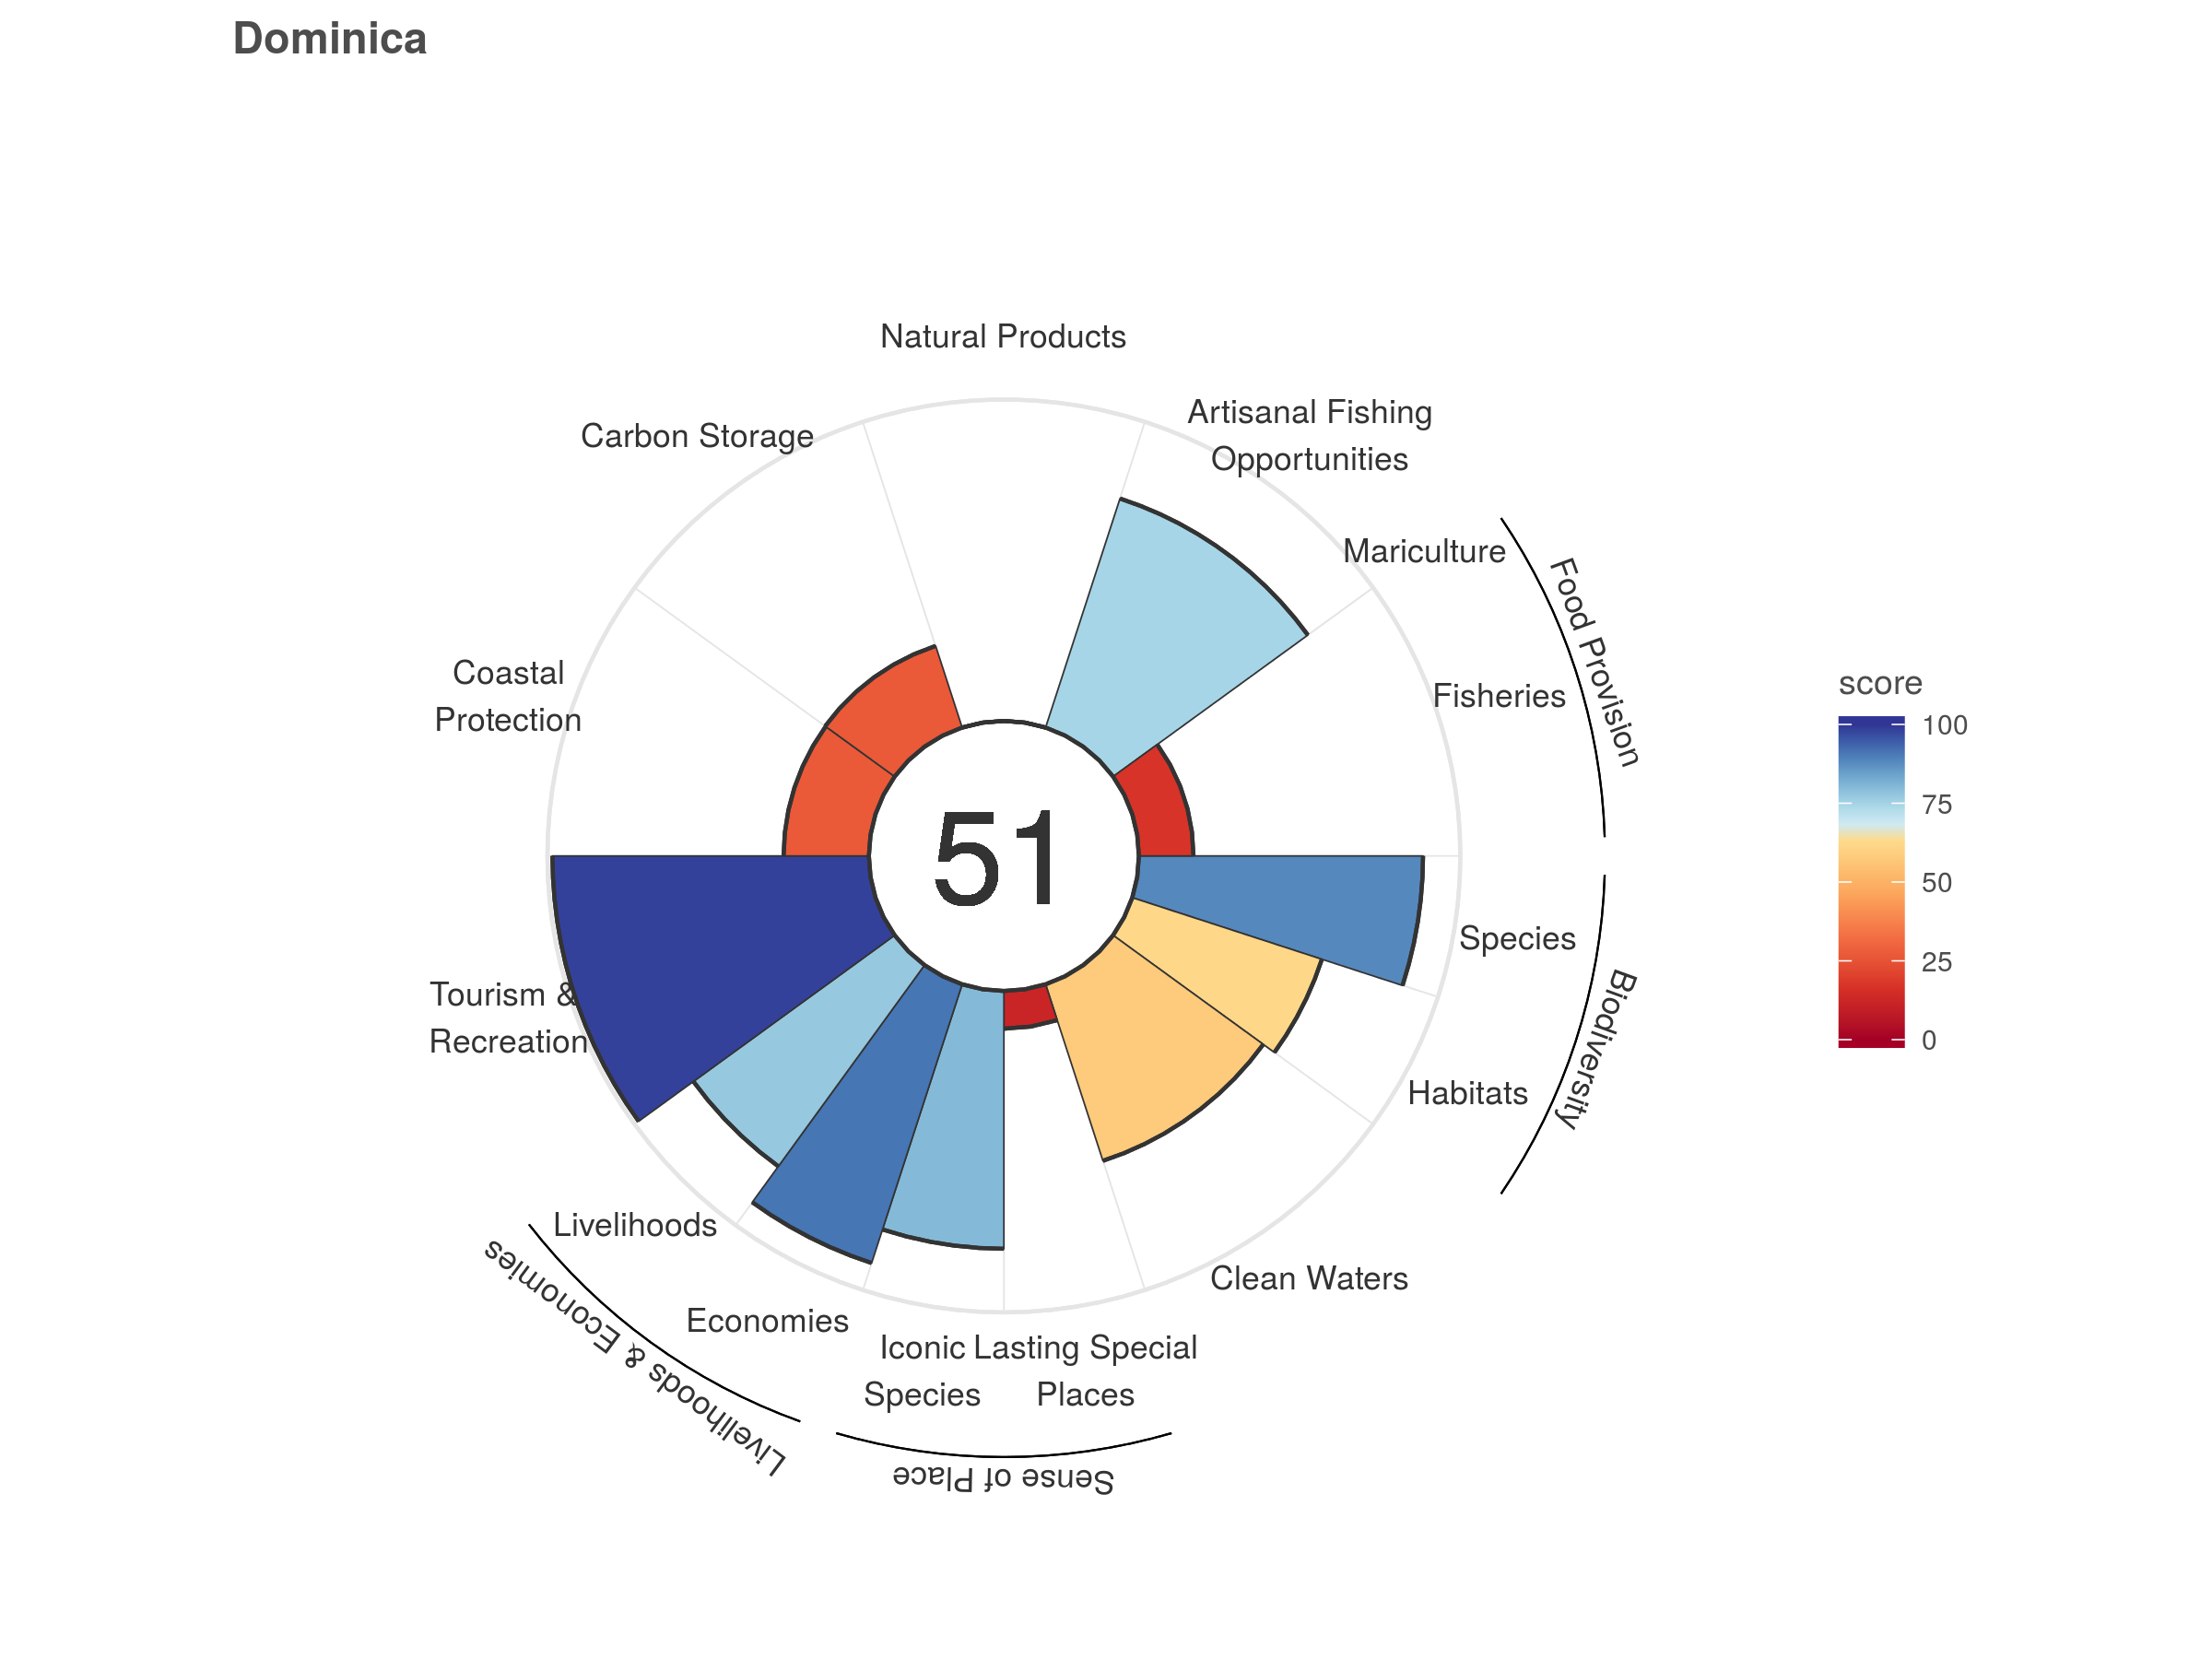 Dominica
Natural Products
Artisanal Fishing
Opportunities
Carbon Storage
Mariculture
Food Provision
Fisheries
Coastal
Protection
51
Species
Biodiversity
Tourism &
Recreation
Habitats
Livelihoods
Livelihoods & Economies
Clean Waters
Economies
Iconic
Species
Lasting Special
Places
Sense of Place
score
100
75
50
25
0